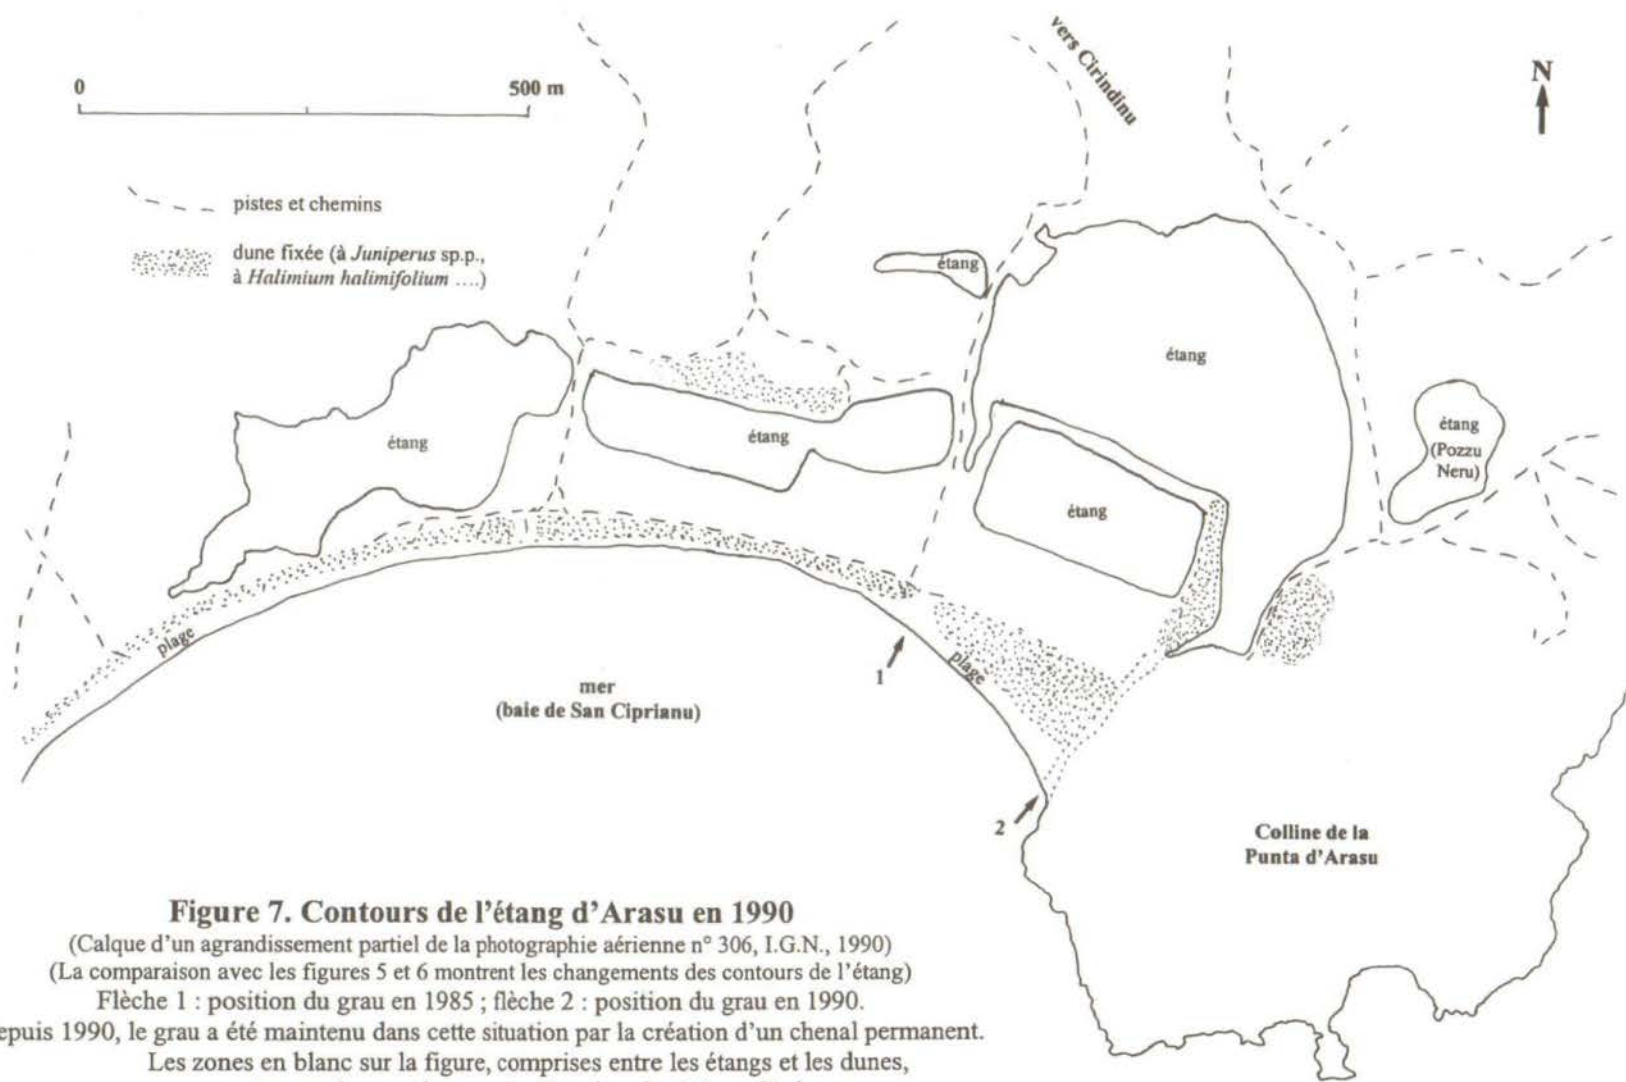 0 500 m
vers Cirindinu
N
pistes et chemins
dune fixée (à Juniperus sp.p.,
à Halimium halimifolium ....)
étang
étang
étang
étang
étang
(Pozzu
Neru)
étang
plage
plage
1
mer
(baie de San Ciprianu)
2
Colline de la
Punta d'Arasu
Figure 7. Contours de l'étang d'Arasu en 1990
(Calque d'un agrandissement partiel de la photographie aérienne n° 306, I.G.N., 1990)
(La comparaison avec les figures 5 et 6 montrent les changements des contours de l'étang)
Flèche 1 : position du grau en 1985 ; flèche 2 : position du grau en 1990.
epuis 1990, le grau a été maintenu dans cette situation par la création d'un chenal permanent.
Les zones en blanc sur la figure, comprises entre les étangs et les dunes,